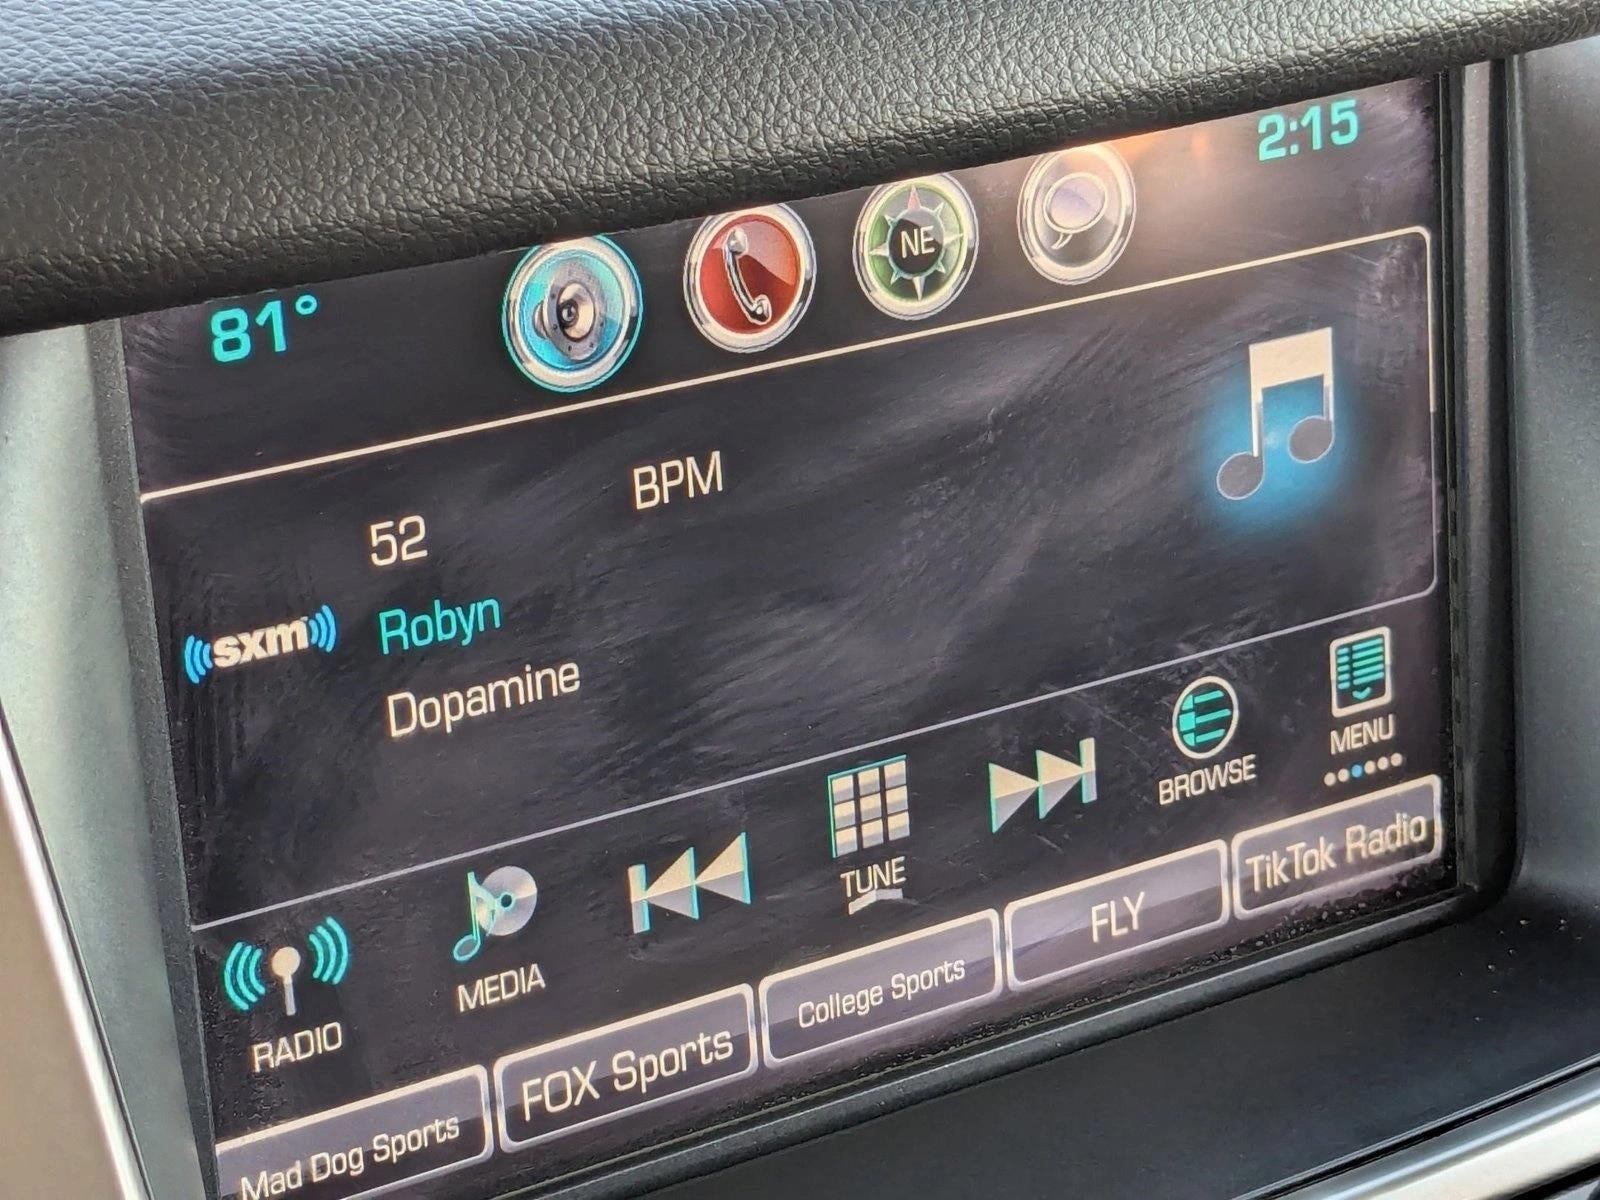 81°
NE
2:15
BPM
52
sxm
Robyn
Dopamine
RADIO
MEDIA
TUNE
BROWSE
MENU
Mad Dog Sports
FOX Sports
College Sports
FLY
TikTok Radio